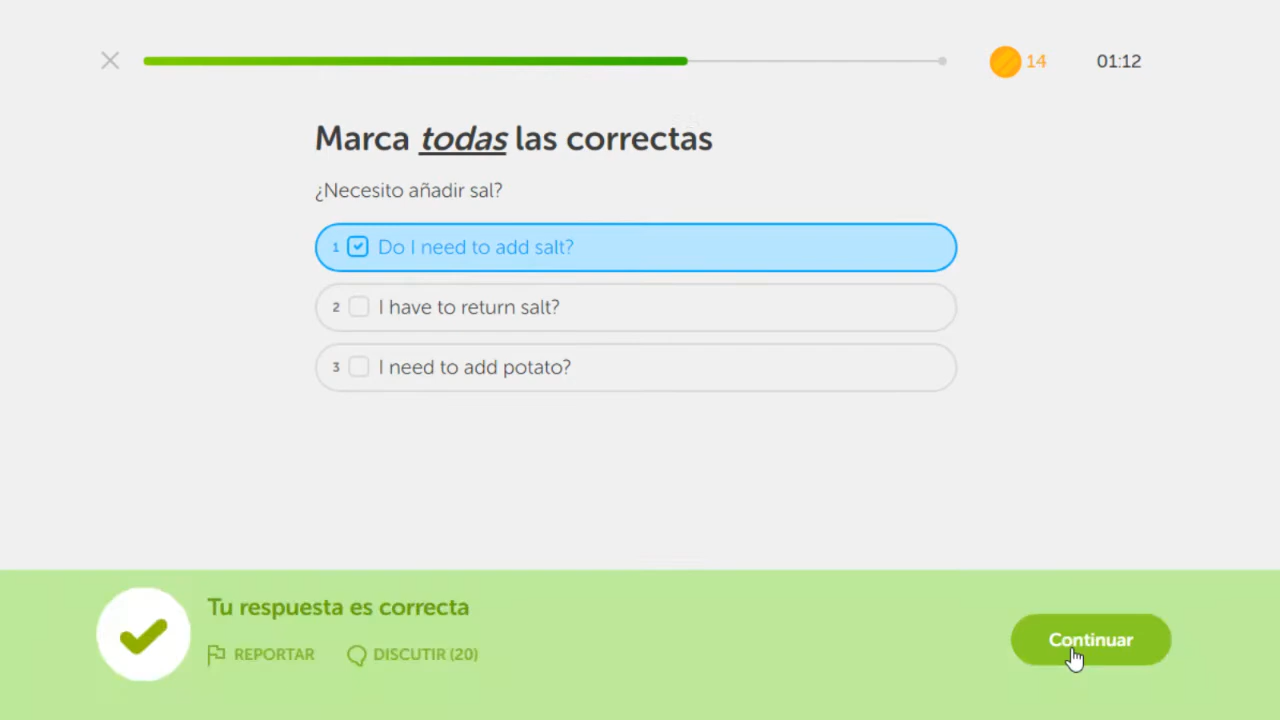 14
01:12
Marca todas las correctas
¿Necesito añadir sal?
1 Do I need to add salt?
2 I have to return salt?
3 I need to add potato?
Tu respuesta es correcta
REPORTAR DISCUTIR (20)
Continuar